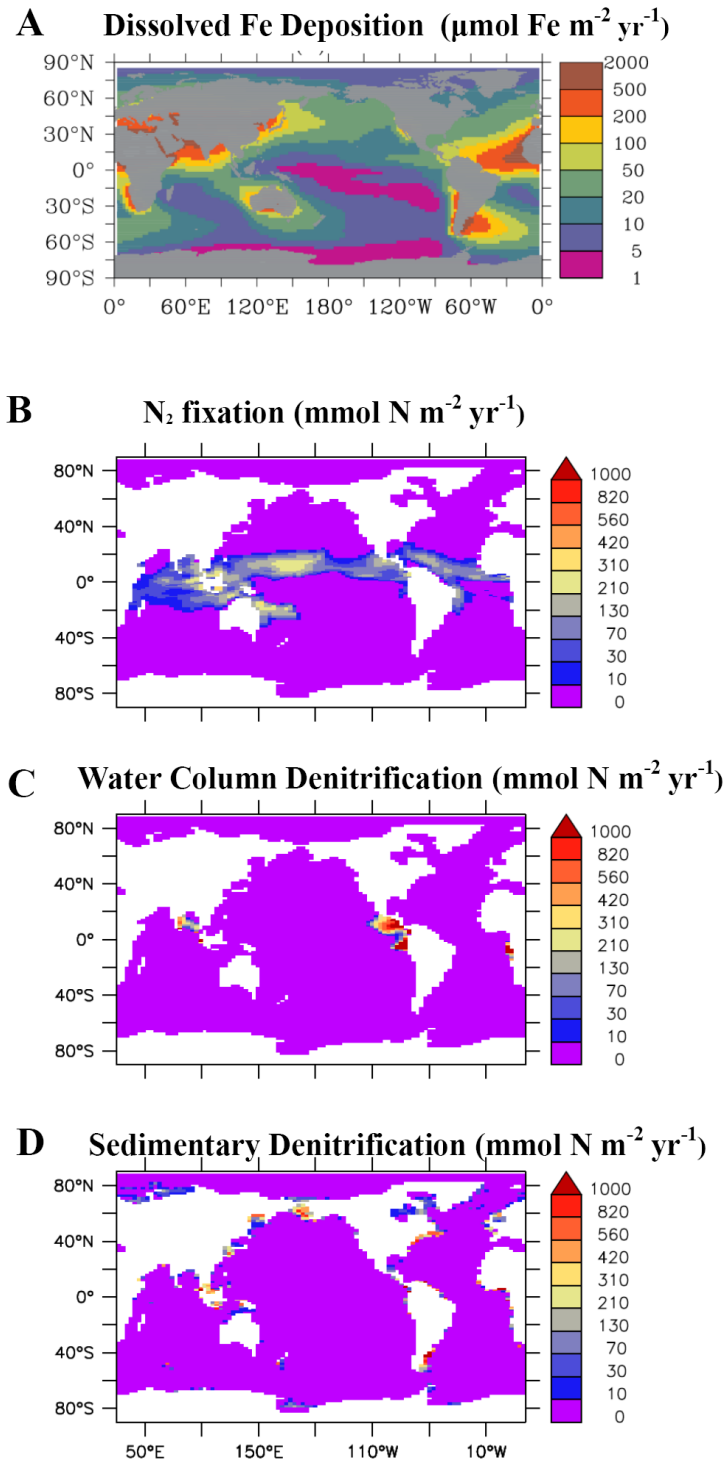 A Dissolved Fe Deposition (µmol Fe m⁻² yr⁻¹)
90°N
60°N
30°N
0°
30°S
60°S
90°S
0° 60°E 120°E 180° 120°W 60°W 0°
2000
500
200
100
50
20
10
5
1
B N₂ fixation (mmol N m⁻² yr⁻¹)
80°N
40°N
0°
40°S
80°S
1000
820
560
420
310
210
130
70
30
10
0
C Water Column Denitrification (mmol N m⁻² yr⁻¹)
80°N
40°N
0°
40°S
80°S
1000
820
560
420
310
210
130
70
30
10
0
D Sedimentary Denitrification (mmol N m⁻² yr⁻¹)
80°N
40°N
0°
40°S
80°S
50°E 150°E 110°W 10°W
1000
820
560
420
310
210
130
70
30
10
0